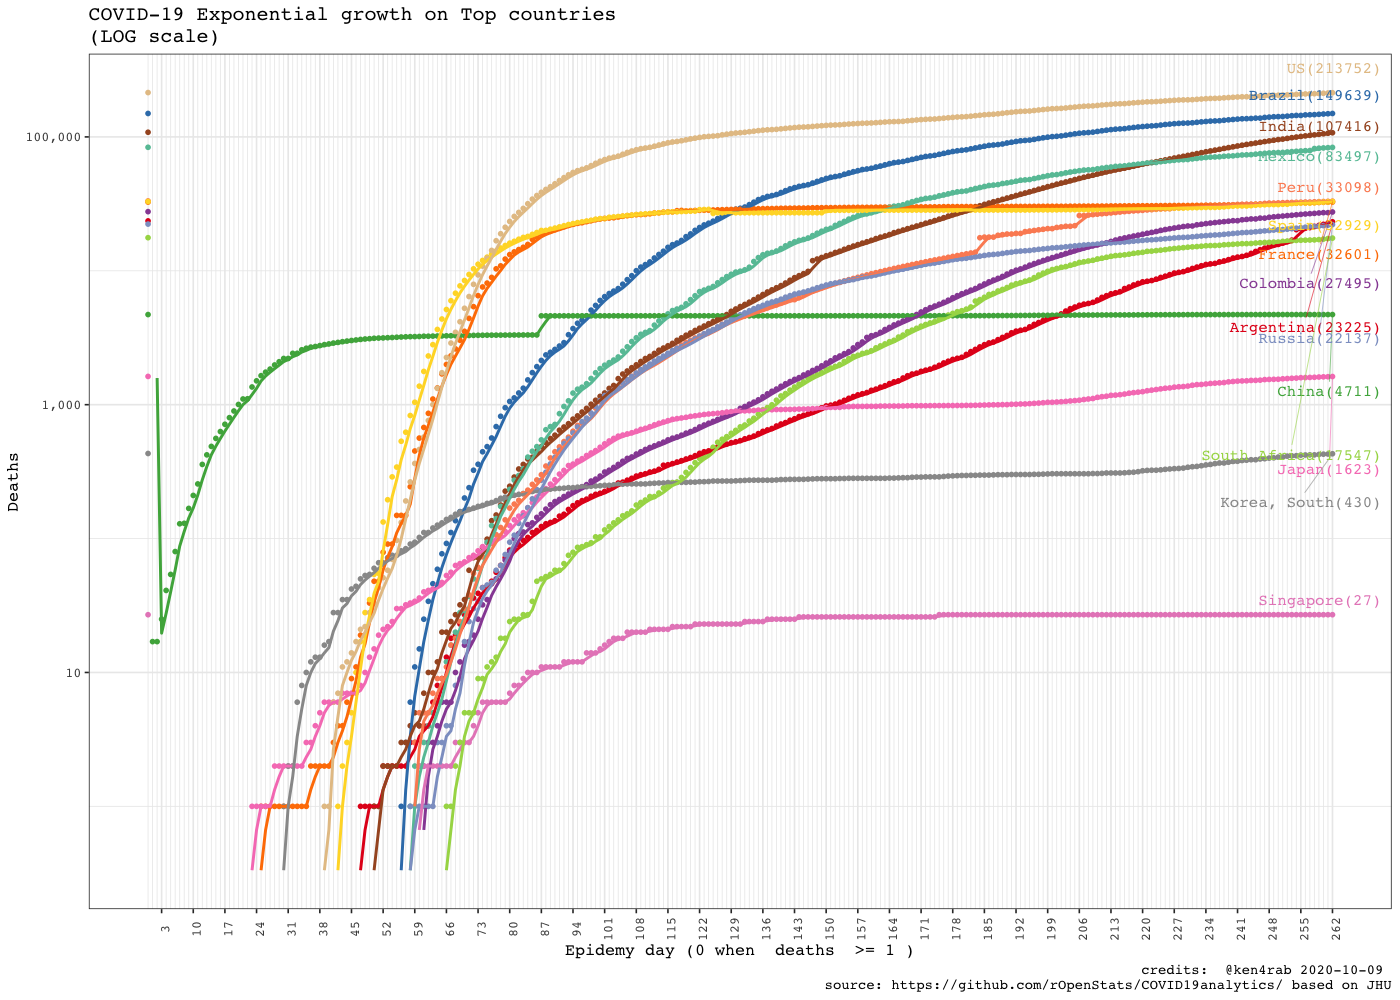 COVID-19 Exponential growth on Top countries
(LOG scale)
US(213752)
Brazil(149639)
100,000
India(107416)
Mexico(83497)
Peru(33098)
Spain(32929)
France(32601)
Colombia(27495)
Argentina(23225)
Russia(22137)
China(4711)
1,000
South Africa(17547)
Japan(1623)
Deaths
Korea, South(430)
Singapore(27)
10
3 10 17 24 31 38 45 52 59 66 73 80 87 94 101 108 115 122 129 136 143 150 157 164 171 178 185 192 199 206 213 220 227 234 241 248 255 262
Epidemy day (0 when  deaths  >= 1 )
credits:  @ken4rab 2020-10-09
source: https://github.com/rOpenStats/COVID19analytics/ based on JHU